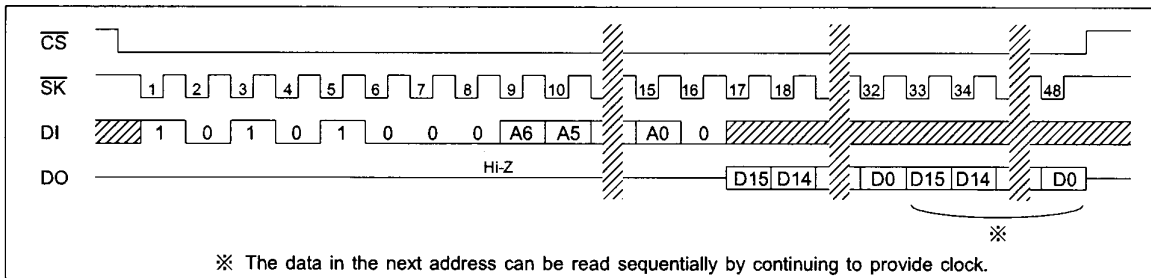 C̅S̅
S̅K̅ 1 2 3 4 5 6 7 8 9 10 15 16 17 18 32 33 34 48
DI 1 0 1 0 1 0 0 0 A6 A5 A0 0
Hi-Z
DO D15 D14 D0 D15 D14 D0
※
※ The data in the next address can be read sequentially by continuing to provide clock.